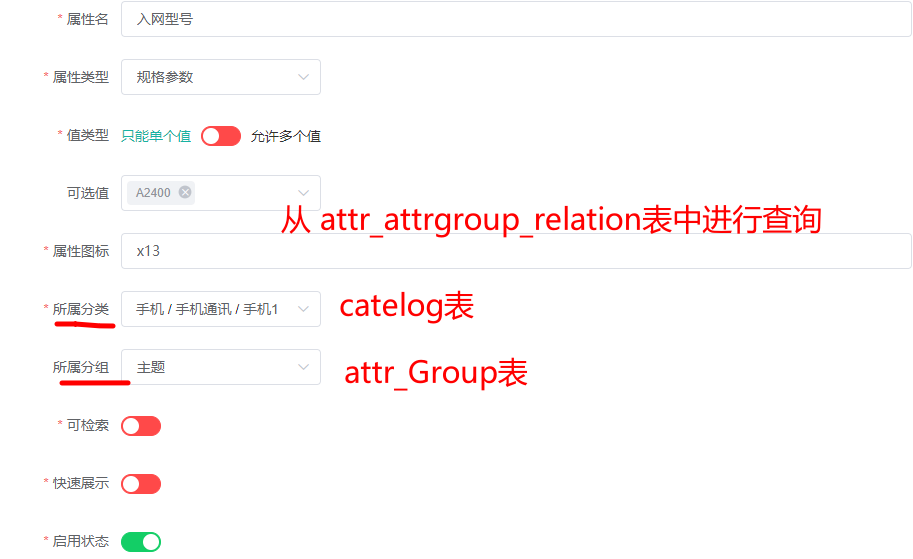 * 属性名 入网型号
* 属性类型 规格参数
* 值类型 只能单个值 允许多个值
可选值 A2400
从 attr_attrgroup_relation表中进行查询
* 属性图标 x13
* 所属分类 手机 / 手机通讯 / 手机1 catelog表
所属分组 主题 attr_Group表
* 可检索
* 快速展示
* 启用状态